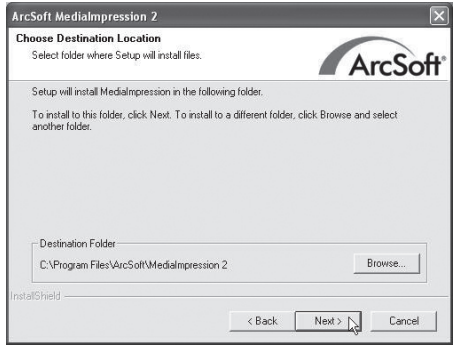 ArcSoft MediaImpression 2
Choose Destination Location
Select folder where Setup will install files.
ArcSoft®
Setup will install MediaImpression in the following folder.
To install to this folder, click Next. To install to a different folder, click Browse and select
another folder.
Destination Folder
C:\Program Files\ArcSoft\MediaImpression 2
Browse...
InstallShield
< Back
Next >
Cancel